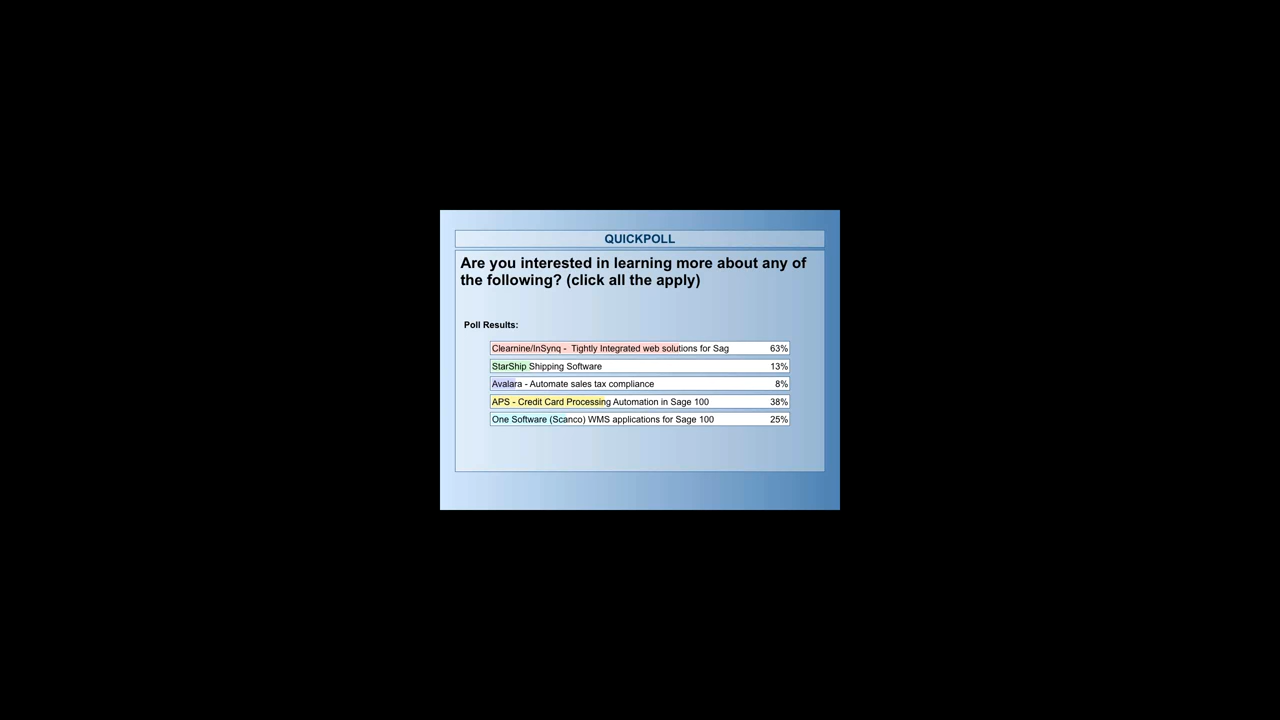 QUICKPOLL
Are you interested in learning more about any of
the following? (click all the apply)
Poll Results:
Clearnine/InSynq - Tightly Integrated web solutions for Sag 63%
StarShip Shipping Software 13%
Avalara - Automate sales tax compliance 8%
APS - Credit Card Processing Automation in Sage 100 38%
One Software (Scanco) WMS applications for Sage 100 25%